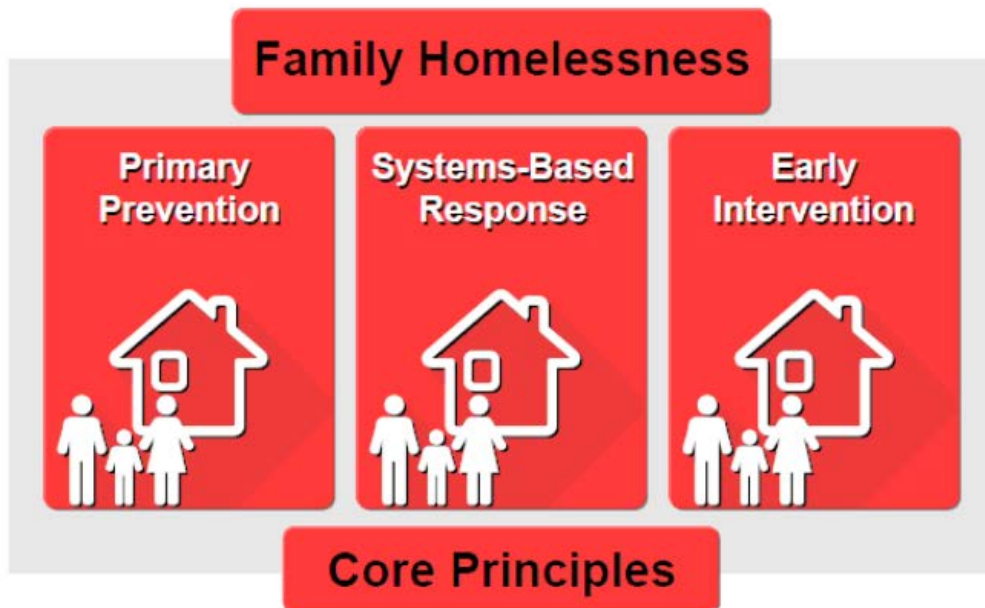 Family Homelessness
Primary
Prevention
Systems-Based
Response
Early
Intervention
Core Principles